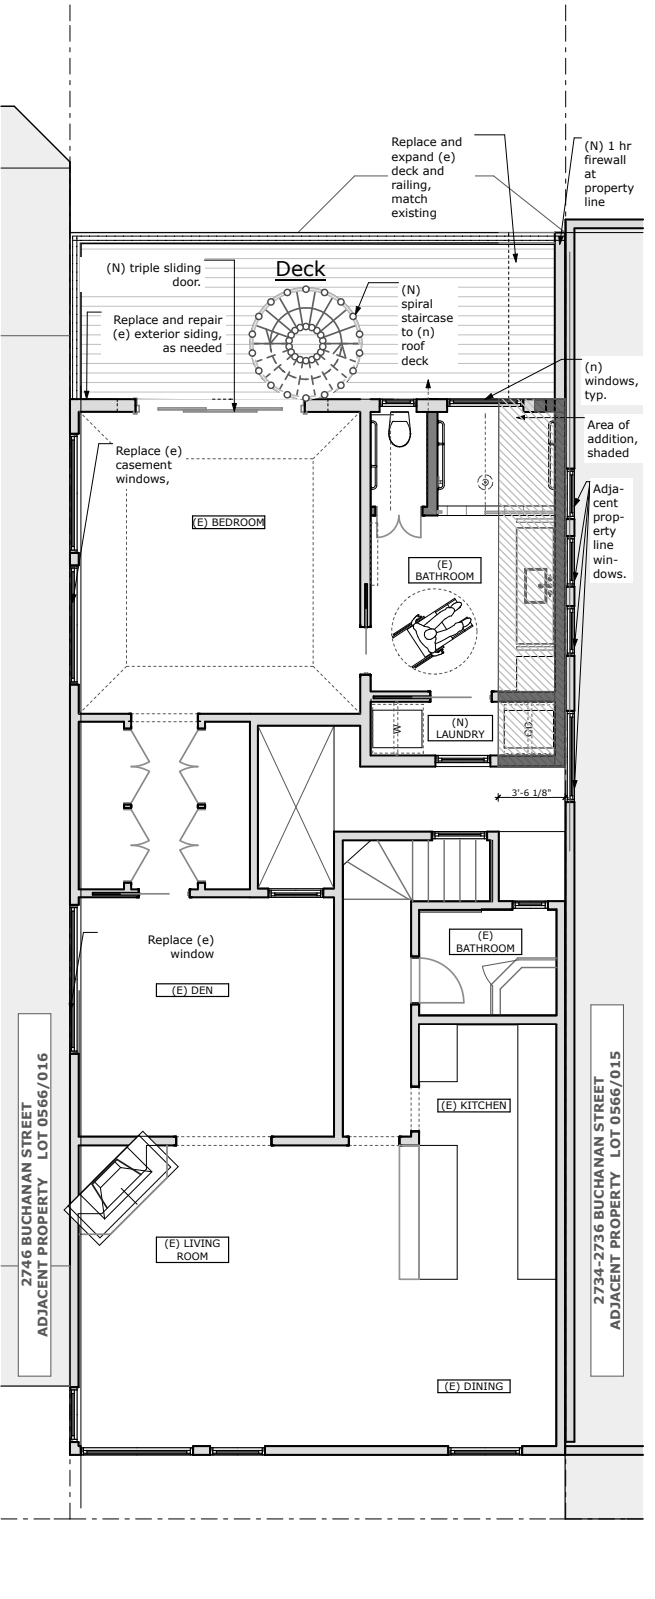 Replace and
expand (e)
deck and
railing,
match
existing
(N) 1 hr
firewall
at
property
line
(N) triple sliding
door.
Deck
(N)
spiral
staircase
to (n)
roof
deck
Replace and repair
(e) exterior siding,
as needed
(n)
windows,
typ.
Area of
addition,
shaded
Replace (e)
casement
windows,
Adja-
cent
prop-
erty
line
win-
dows.
(E) BEDROOM
(E)
BATHROOM
(N)
LAUNDRY
W
3'-6 1/8"
(E)
BATHROOM
Replace (e)
window
(E) DEN
(E) KITCHEN
(E) LIVING
ROOM
(E) DINING
2746 BUCHANAN STREET
ADJACENT PROPERTY LOT 0566/016
2734-2736 BUCHANAN STREET
ADJACENT PROPERTY LOT 0566/015